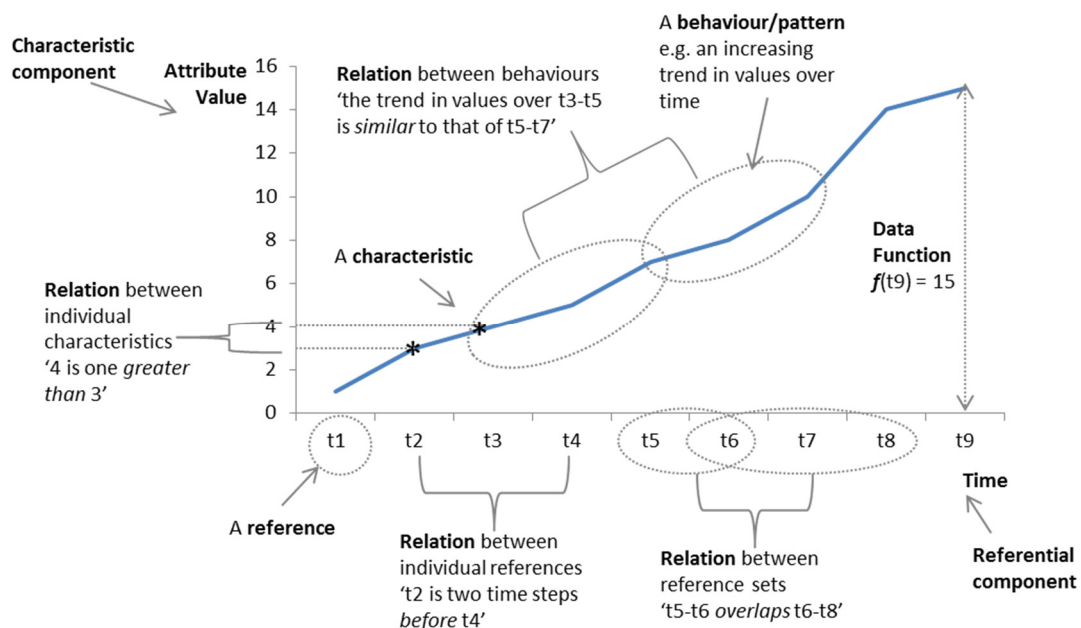 Characteristic
component
Attribute
Value
16
14
12
10
8
6
4
2
0
Relation between behaviours
‘the trend in values over t3-t5
is similar to that of t5-t7’
A behaviour/pattern
e.g. an increasing
trend in values over
time
A characteristic
Relation between
individual
characteristics
‘4 is one greater
than 3’
Data
Function
f(t9) = 15
t1 t2 t3 t4 t5 t6 t7 t8 t9
Time
A reference
Relation between
individual references
‘t2 is two time steps
before t4’
Relation between
reference sets
‘t5-t6 overlaps t6-t8’
Referential
component